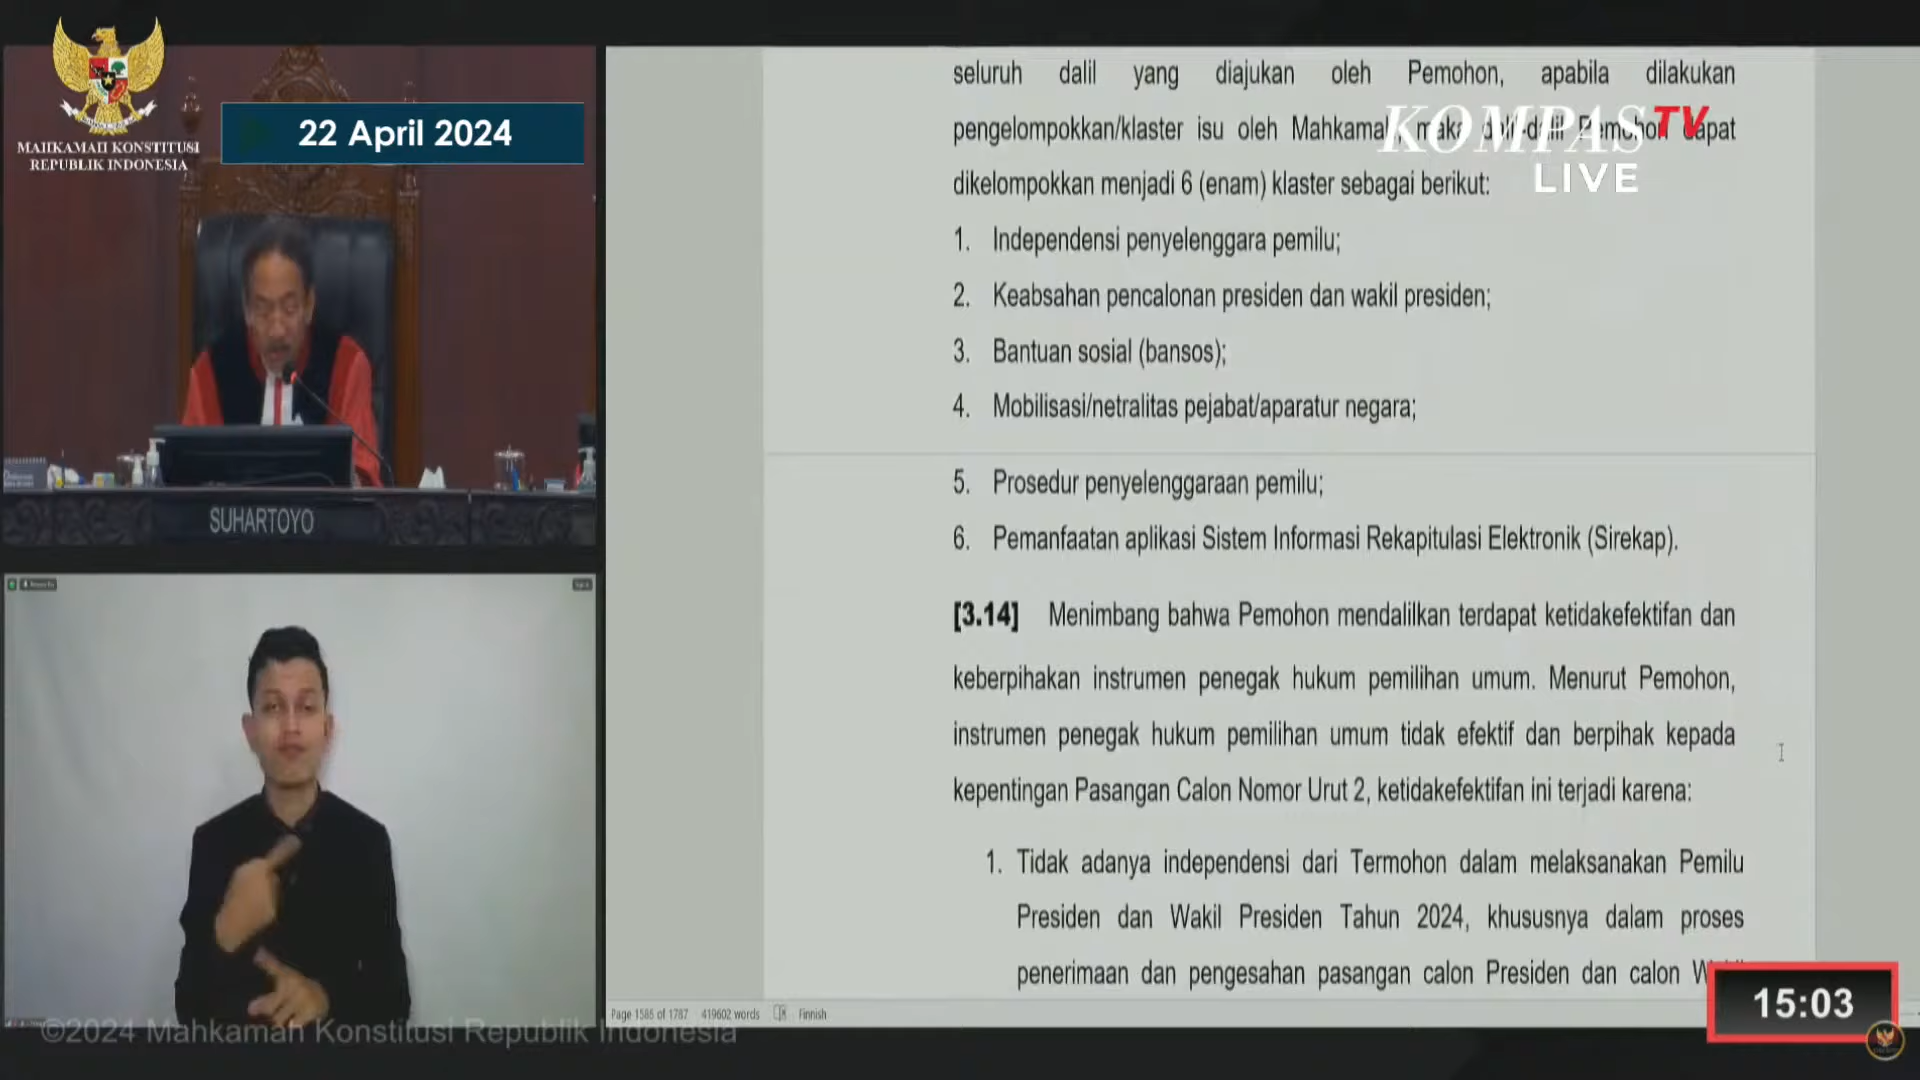 MAHKAMAH KONSTITUSI
REPUBLIK INDONESIA
22 April 2024
SUHARTOYO
KOMPAS TV
LIVE
seluruh dalil yang diajukan oleh Pemohon, apabila dilakukan
pengelompokkan/klaster isu oleh Mahkamah, maka dalil-dalil Pemohon dapat
dikelompokkan menjadi 6 (enam) klaster sebagai berikut:
1. Independensi penyelenggara pemilu;
2. Keabsahan pencalonan presiden dan wakil presiden;
3. Bantuan sosial (bansos);
4. Mobilisasi/netralitas pejabat/aparatur negara;
5. Prosedur penyelenggaraan pemilu;
6. Pemanfaatan aplikasi Sistem Informasi Rekapitulasi Elektronik (Sirekap).
[3.14] Menimbang bahwa Pemohon mendalilkan terdapat ketidakefektifan dan
keberpihakan instrumen penegak hukum pemilihan umum. Menurut Pemohon,
instrumen penegak hukum pemilihan umum tidak efektif dan berpihak kepada
kepentingan Pasangan Calon Nomor Urut 2, ketidakefektifan ini terjadi karena:
1. Tidak adanya independensi dari Termohon dalam melaksanakan Pemilu
Presiden dan Wakil Presiden Tahun 2024, khususnya dalam proses
penerimaan dan pengesahan pasangan calon Presiden dan calon
Page 1585 of 1787 419602 words Finnish
15:03
©2024 Mahkamah Konstitusi Republik Indonesia